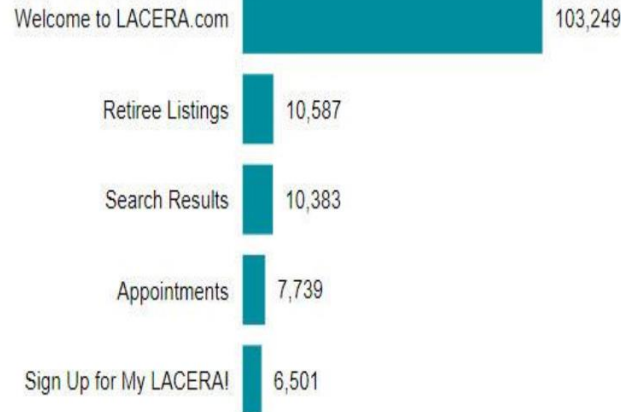 Welcome to LACERA.com 103,249
Retiree Listings 10,587
Search Results 10,383
Appointments 7,739
Sign Up for My LACERA! 6,501